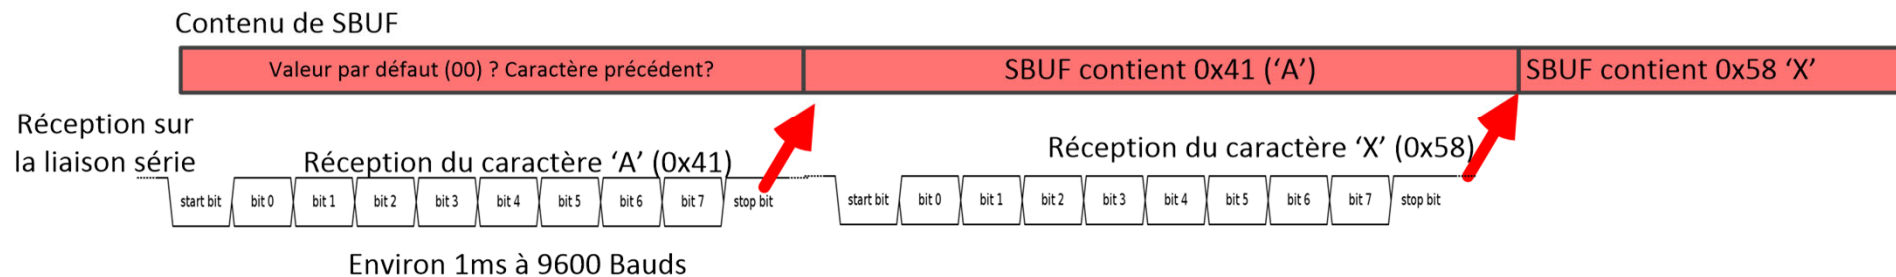 Contenu de SBUF
Valeur par défaut (00) ? Caractère précédent?
SBUF contient 0x41 (‘A’)
SBUF contient 0x58 ‘X’
Réception sur
la liaison série
Réception du caractère ‘A’ (0x41)
Réception du caractère ‘X’ (0x58)
start bit bit 0 bit 1 bit 2 bit 3 bit 4 bit 5 bit 6 bit 7 stop bit
start bit bit 0 bit 1 bit 2 bit 3 bit 4 bit 5 bit 6 bit 7 stop bit
Environ 1ms à 9600 Bauds